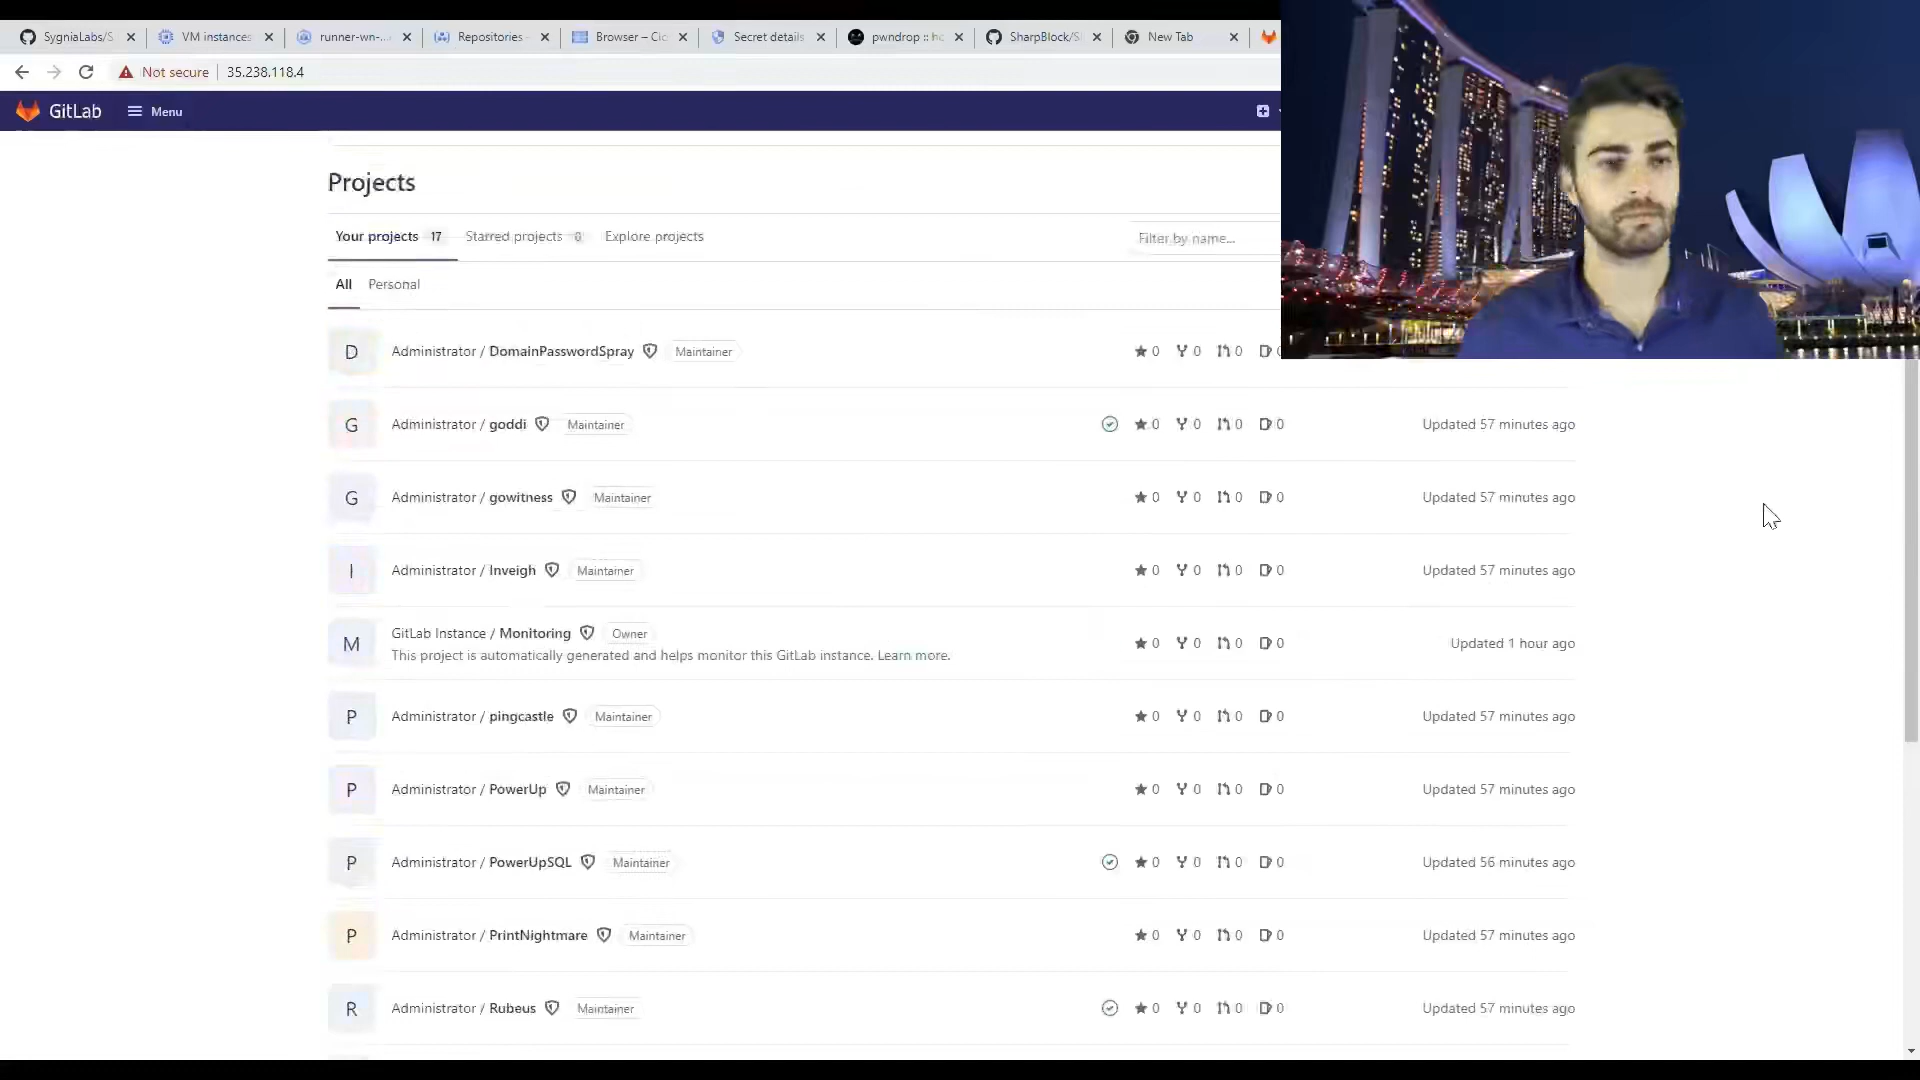 SygniaLabs/S
VM instances
runner-wn-...
Repositories
Browser – Clo
Secret details
pwndrop :: ho
SharpBlock/S
New Tab
Not secure 35.238.118.4
GitLab Menu
Projects
Your projects 17 Starred projects 0 Explore projects Filter by name...
All Personal
D Administrator / DomainPasswordSpray Maintainer 0 0 0
G Administrator / goddi Maintainer 0 0 0 0 Updated 57 minutes ago
G Administrator / gowitness Maintainer 0 0 0 0 Updated 57 minutes ago
I Administrator / Inveigh Maintainer 0 0 0 0 Updated 57 minutes ago
M GitLab Instance / Monitoring Owner 0 0 0 0 Updated 1 hour ago
This project is automatically generated and helps monitor this GitLab instance. Learn more.
P Administrator / pingcastle Maintainer 0 0 0 0 Updated 57 minutes ago
P Administrator / PowerUp Maintainer 0 0 0 0 Updated 57 minutes ago
P Administrator / PowerUpSQL Maintainer 0 0 0 0 Updated 56 minutes ago
P Administrator / PrintNightmare Maintainer 0 0 0 0 Updated 57 minutes ago
R Administrator / Rubeus Maintainer 0 0 0 0 Updated 57 minutes ago